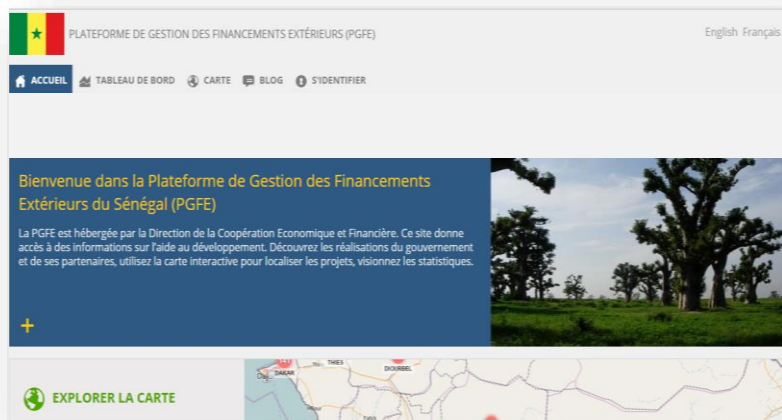 PLATEFORME DE GESTION DES FINANCEMENTS EXTÉRIEURS (PGFE)
English Français
ACCUEIL TABLEAU DE BORD CARTE BLOG S'IDENTIFIER
Bienvenue dans la Plateforme de Gestion des Financements
Extérieurs du Sénégal (PGFE)
La PGFE est hébergée par la Direction de la Coopération Economique et Financière. Ce site donne
accès à des informations sur l'aide au développement. Découvrez les réalisations du gouvernement
et de ses partenaires, utilisez la carte interactive pour localiser les projets, visionnez les statistiques.
+
THIES
DAKAR
DIOURBEL
EXPLORER LA CARTE